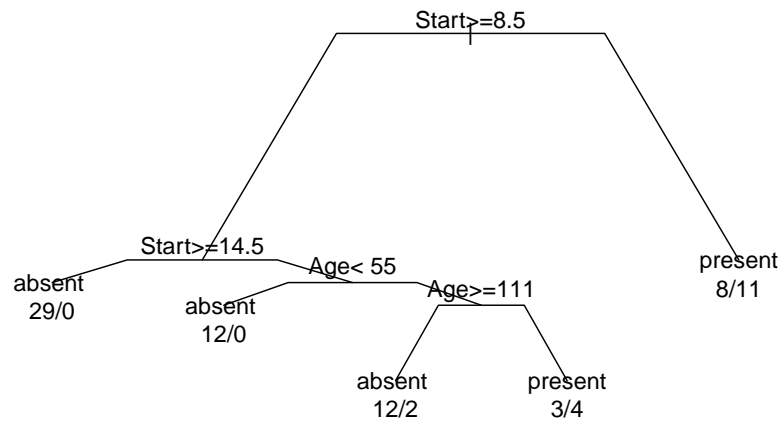 Start>=8.5
Start>=14.5
Age< 55
Age>=111
absent
29/0
absent
12/0
absent
12/2
present
3/4
present
8/11